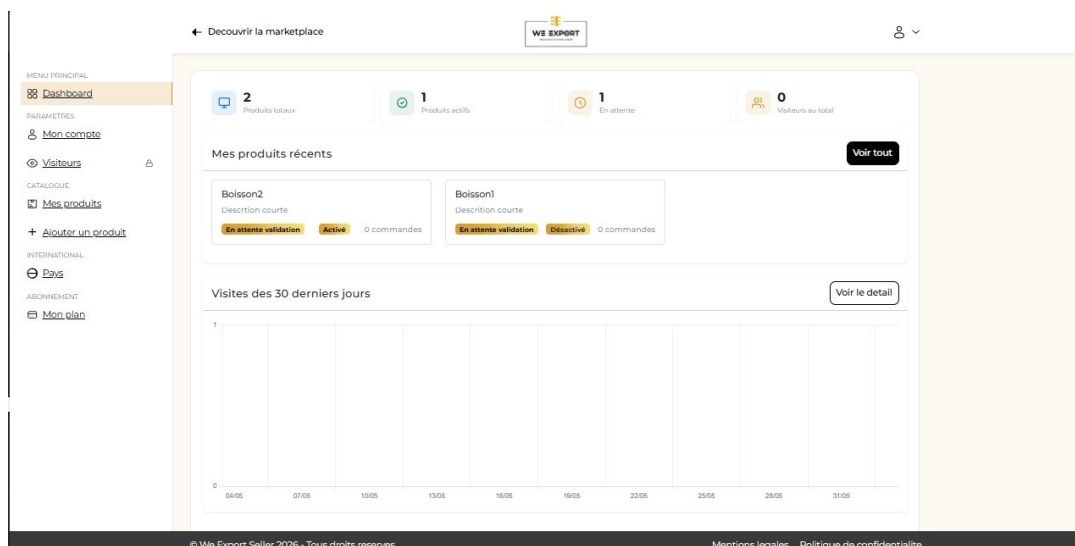 ← Decouvrir la marketplace
WE EXPORT
MENU PRINCIPAL
Dashboard
PARAMETRES
Mon compte
Visiteurs
CATALOGUE
Mes produits
+ Ajouter un produit
INTERNATIONAL
Pays
ABONNEMENT
Mon plan
2
Produits totaux
1
Produits actifs
1
En attente
0
Visiteurs au total
Mes produits récents
Voir tout
Boisson2
Descrtion courte
En attente validation Activé 0 commandes
Boisson1
Descrition courte
En attente validation Désactivé 0 commandes
Visites des 30 derniers jours
Voir le detail
1
0
04/05 07/05 10/05 13/05 16/05 19/05 22/05 25/05 28/05 31/05
© We Export Seller 2026 - Tous droits reserves
Mentions legales Politique de confidentialite